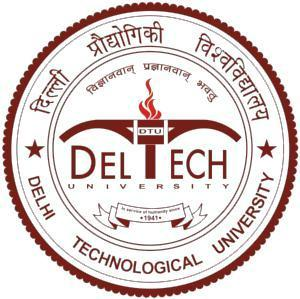 दिल्ली प्रौद्योगिकी विश्वविद्यालय
विज्ञानवान् प्रज्ञानवान् भवतु
DTU
DELTECH
UNIVERSITY
In service of humanity since
•1941•
DELHI TECHNOLOGICAL UNIVERSITY